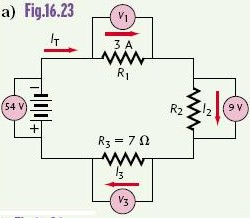 a) Fig.16.23
V1
IT
3 A
R1
−
54 V
+
R2
I2
9 V
R3 = 7 Ω
I3
V3